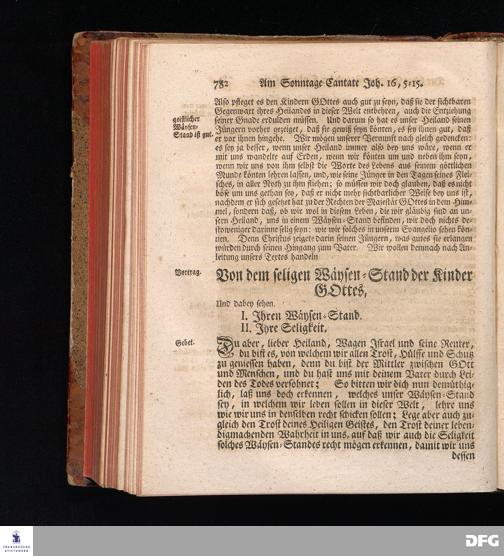 782 Am Sonntage Cantate Joh. 16, 5-15.
Also pfleget es den Kindern GOttes auch gut zu seyn, daß sie der sichtbaren
Gegenwart ihres Heilandes in dieser Welt entbehren, auch die Entziehung
geistlicher
Wäysen-
Stand ist gut.
seiner Gnade erdulden müssen. Und darum so hat es unser Heiland seinen
Jüngern vorher gezeiget, daß sie gewiß seyn könten, es sey ihnen gut, daß
er vor ihnen hingehe. Wir mögen unserer Vernunft nach gleich gedencken:
es sey ja besser, wenn unser Heiland immer also bey uns wäre, wenn er
mit uns wandelte auf Erden, wenn wir könten um und neben ihm seyn,
wenn wir uns von ihm selbst die Worte des Lebens aus seinem göttlichen
Munde könten lehren lassen, und, wie seine Jünger in den Tagen seines Flei-
sches, in aller Noth zu ihm fliehen; so müssen wir doch glauben, daß es nicht
böse um uns gethan sey, daß er nicht mehr sichtbarlicher Weise bey uns ist,
nachdem er sich gesetzet hat zu der Rechten der Majestät GOttes in dem Him-
mel, sondern daß, ob wir wol in diesem Leben, die wir gläubig sind an un-
sern Heiland, uns in einem Wäysen-Stand befinden, wir doch nichts de-
stoweniger darinne selig seyn: wie wir solches in unserm Evangelio sehen kön-
nen. Denn Christus zeigete darin seinen Jüngern, was gutes sie erlangen
würden durch seinen Hingang zum Vater. Wir wollen demnach nach An-
leitung unsers Textes handeln
Vortrag.
Von dem seligen Wäysen-Stand der Kinder
GOttes,
Und dabey sehen.
I. Ihren Wäysen-Stand.
II. Ihre Seligkeit.
Gebet.
Du aber, lieber Heiland, Wagen Israel und seine Reuter,
du bist es, von welchem wir allen Trost, Hülffe und Schutz
zu geniessen haben, denn du bist der Mittler zwischen GOtt
und Menschen, und du hast uns mit deinem Vater durch Lei-
den des Todes versöhnet; So bitten wir dich nun demüthig-
lich, laß uns doch erkennen, welches unser Wäysen-Stand
sey, in welchem wir leben sollen in dieser Welt, lehre uns
wie wir uns in denselben recht schicken sollen; Lege aber auch zu-
gleich den Trost deines Heiligen Geistes, den Trost deiner leben-
digmachenden Wahrheit in uns, auf daß wir auch die Seligkeit
solches Wäysen-Standes recht mögen erkennen, damit wir uns
dessen
FRANCKESCHE
STIFTUNGEN
DFG